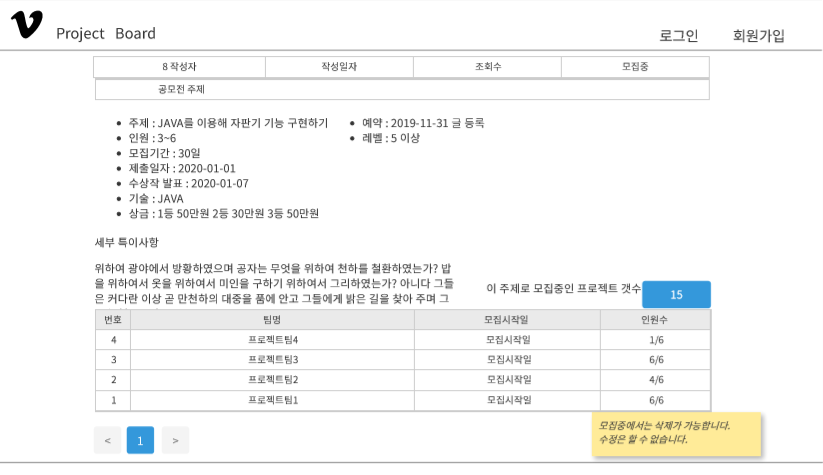 Project Board
로그인 회원가입
8 작성자 작성일자 조회수 모집중
공모전 주제
• 주제 : JAVA를 이용해 자판기 기능 구현하기
• 인원 : 3~6
• 모집기간 : 30일
• 제출일자 : 2020-01-01
• 수상작 발표 : 2020-01-07
• 기술 : JAVA
• 상금 : 1등 50만원 2등 30만원 3등 50만원
• 예약 : 2019-11-31 글 등록
• 레벨 : 5 이상
세부 특이사항
위하여 광야에서 방황하였으며 공자는 무엇을 위하여 천하를 철환하였는가? 밥
을 위하여서 옷을 위하여서 미인을 구하기 위하여서 그리하였는가? 아니다 그들
은 커다란 이상 곧 만천하의 대중을 품에 안고 그들에게 밝은 길을 찾아 주며 그
이 주제로 모집중인 프로젝트 갯수 15
번호 팀명 모집시작일 인원수
4 프로젝트팀4 모집시작일 1/6
3 프로젝트팀3 모집시작일 6/6
2 프로젝트팀2 모집시작일 4/6
1 프로젝트팀1 모집시작일 6/6
< 1 >
모집중에서는 삭제가 가능합니다.
수정은 할 수 없습니다.